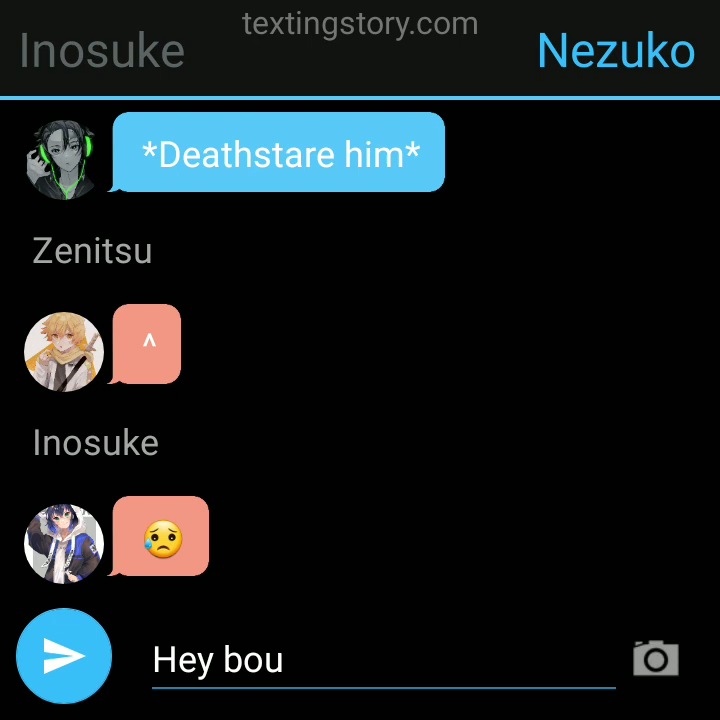 textingstory.com
Inosuke
Nezuko
*Deathstare him*
Zenitsu
^
Inosuke
😥
Hey bou